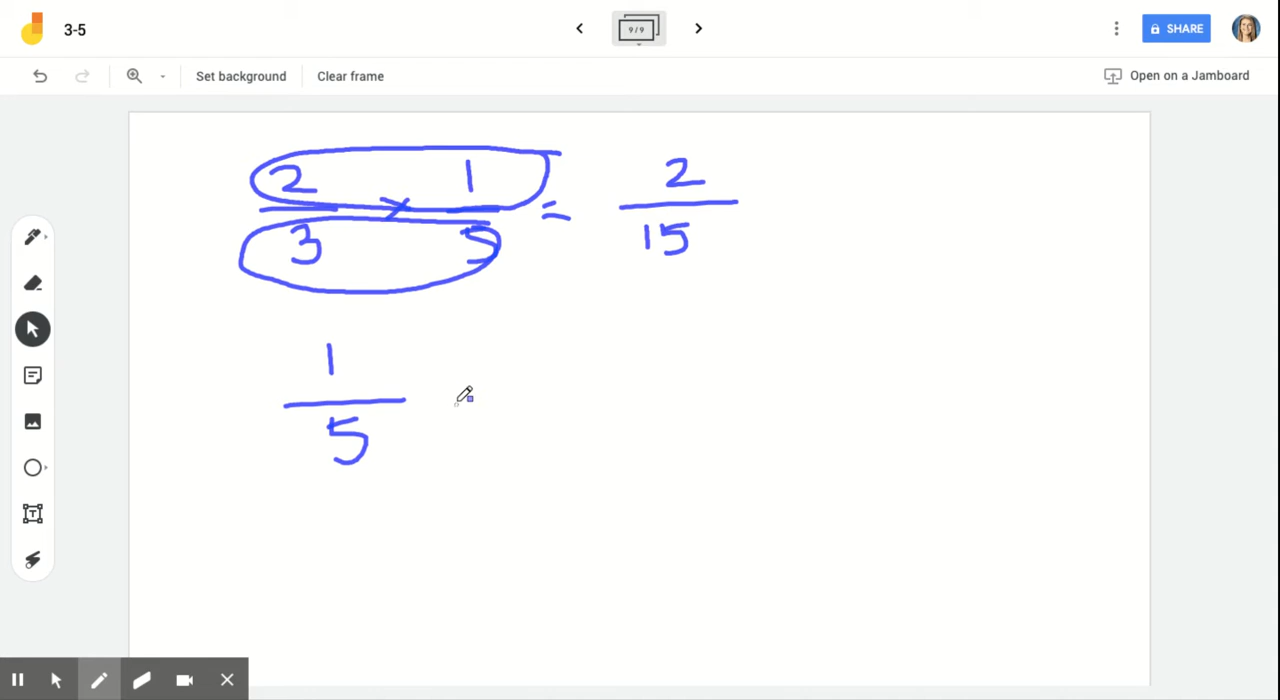 3-5
9/9
SHARE
Set background
Clear frame
Open on a Jamboard
2 × 1 = 2
3 5 15
1
5